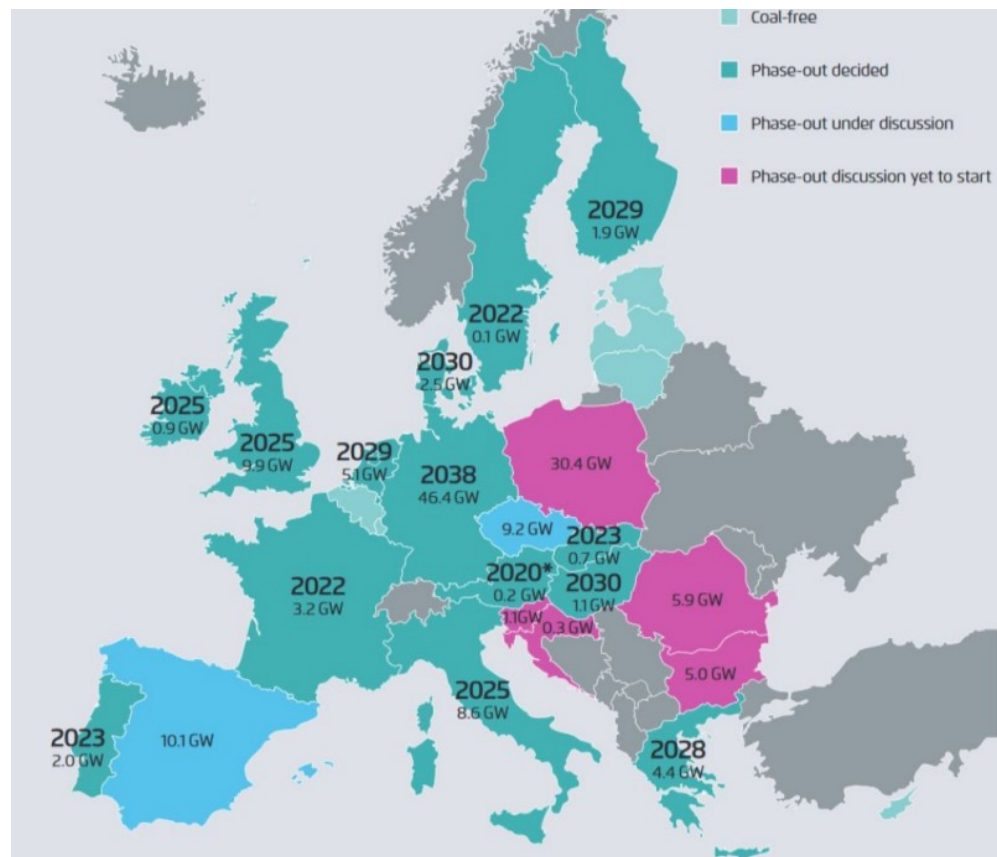 Coal-free
Phase-out decided
Phase-out under discussion
Phase-out discussion yet to start
2029
1.9 GW
2022
0.1 GW
2030
2.5 GW
2025
0.9 GW
2025
9.9 GW
2029
5.1 GW
2038
46.4 GW
30.4 GW
9.2 GW
2023
0.7 GW
2020*
0.2 GW
2030
1.1 GW
2022
3.2 GW
1.1GW
0.3 GW
5.9 GW
5.0 GW
2025
8.6 GW
2023
2.0 GW
10.1 GW
2028
4.4 GW